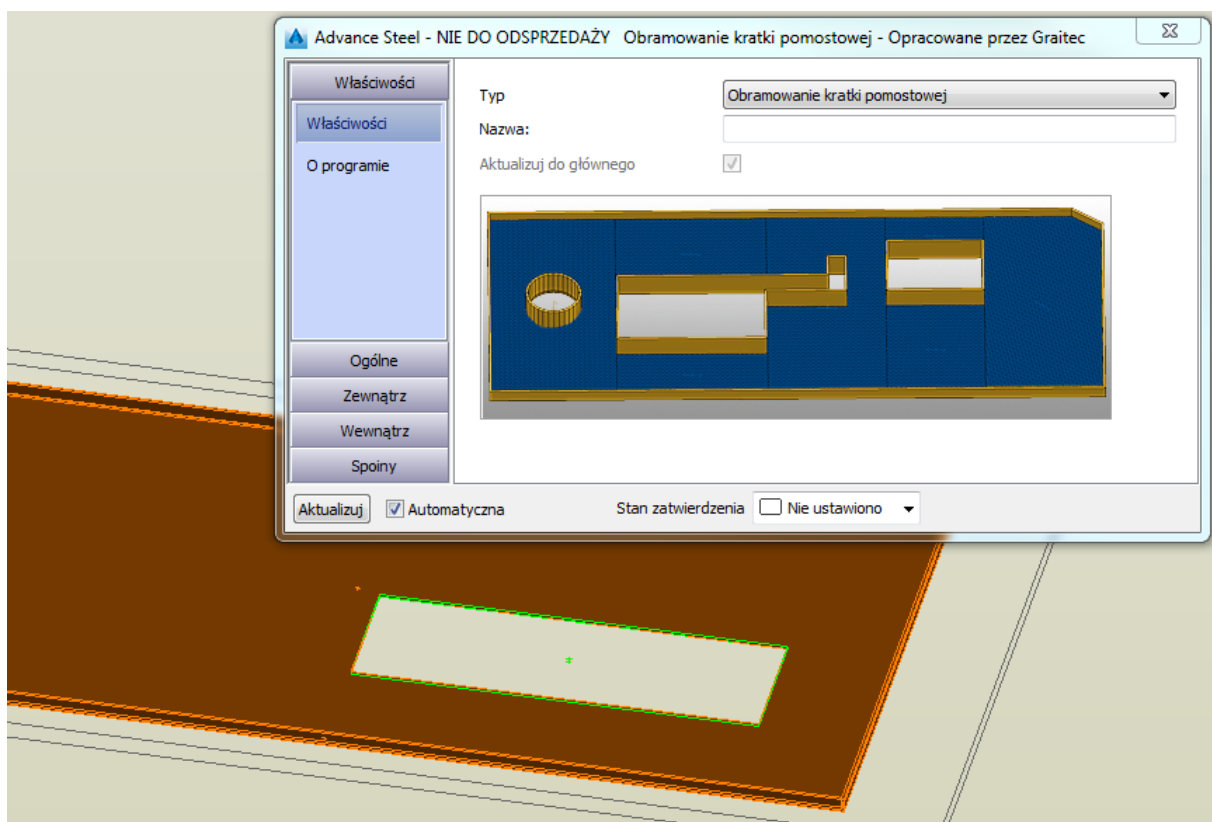 Advance Steel - NIE DO ODSPRZEDAŻY Obramowanie kratki pomostowej - Opracowane przez Graitec
Właściwości
Właściwości
O programie
Ogólne
Zewnątrz
Wewnątrz
Spoiny
Typ
Obramowanie kratki pomostowej
Nazwa:
Aktualizuj do głównego
Aktualizuj
Automatyczna
Stan zatwierdzenia
Nie ustawiono